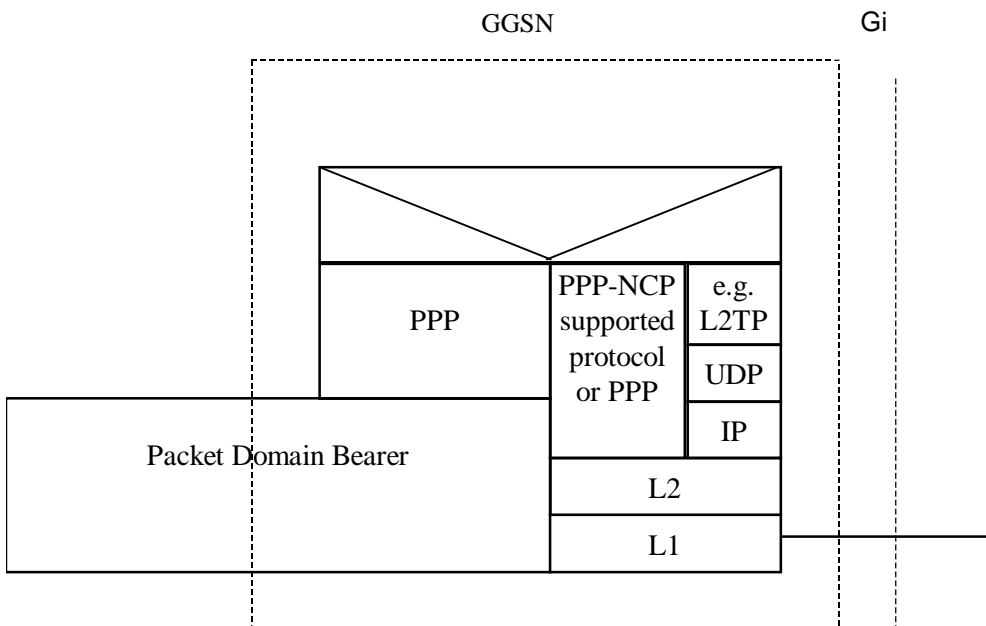 GGSN
Gi
PPP
PPP-NCP
supported
protocol
or PPP
e.g.
L2TP
UDP
IP
Packet Domain Bearer
L2
L1